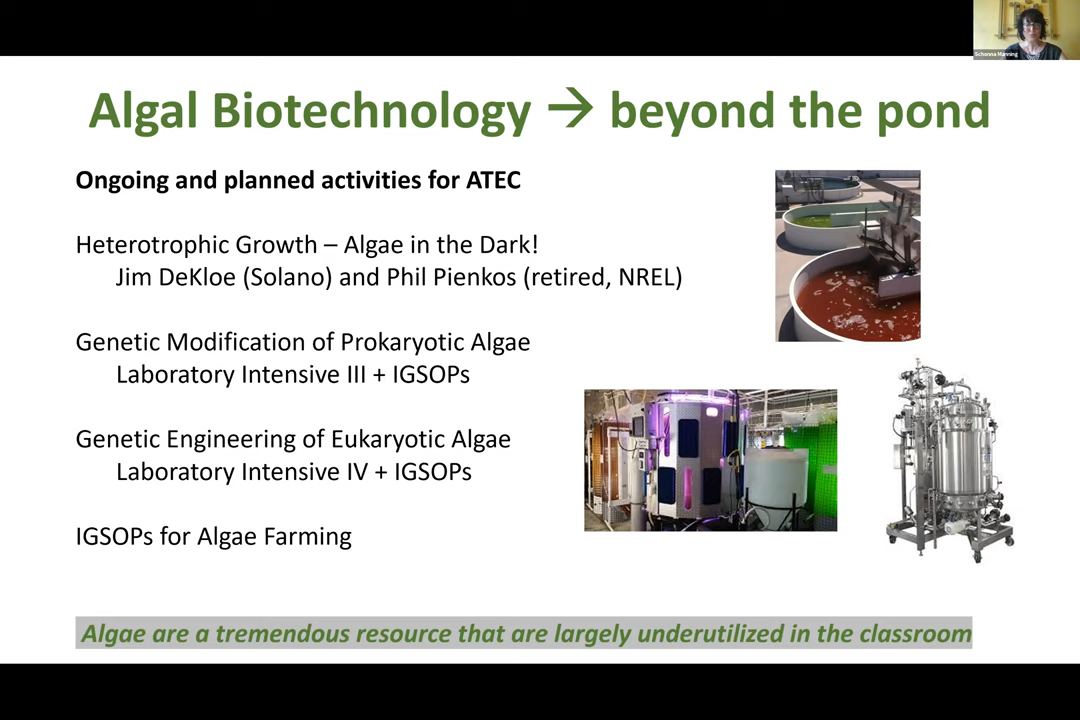 Schonna Manning
Algal Biotechnology → beyond the pond
Ongoing and planned activities for ATEC
Heterotrophic Growth – Algae in the Dark!
Jim DeKloe (Solano) and Phil Pienkos (retired, NREL)
Genetic Modification of Prokaryotic Algae
Laboratory Intensive III + IGSOPs
Genetic Engineering of Eukaryotic Algae
Laboratory Intensive IV + IGSOPs
IGSOPs for Algae Farming
Algae are a tremendous resource that are largely underutilized in the classroom